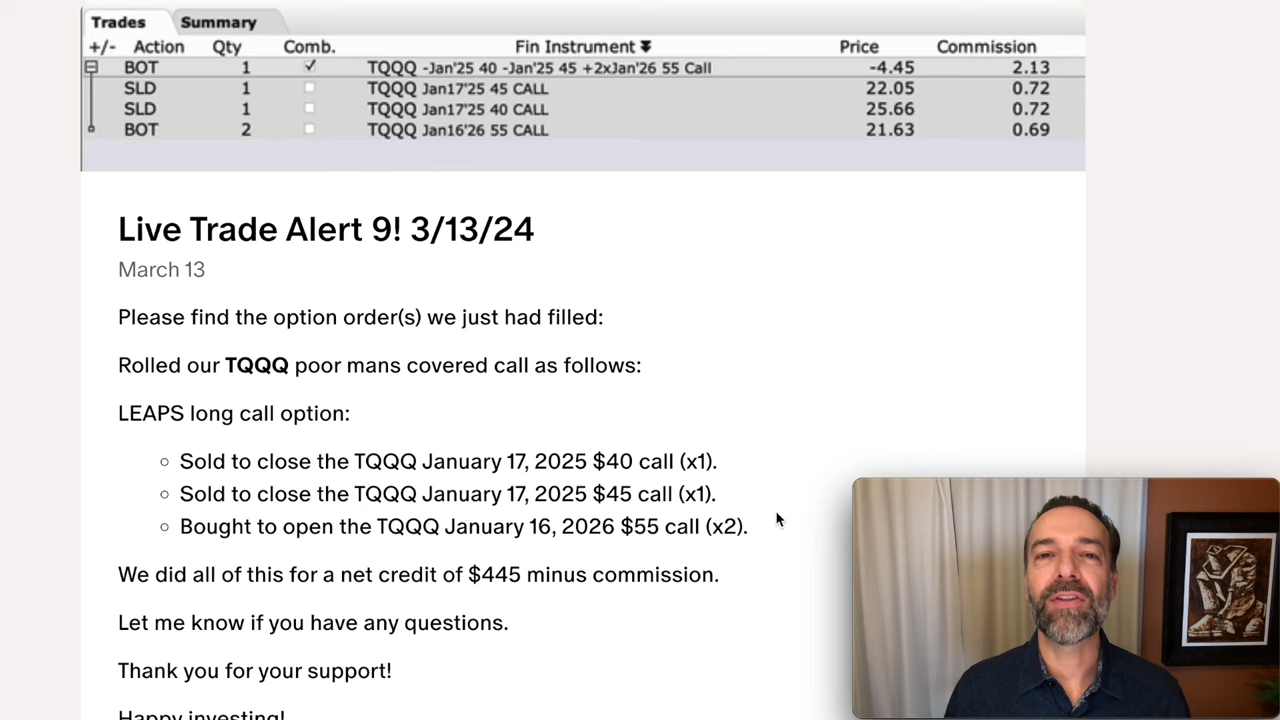 Trades Summary
+/- Action Qty Comb. Fin Instrument Price Commission
BOT 1 ✓ TQQQ -Jan'25 40 -Jan'25 45 +2xJan'26 55 Call -4.45 2.13
SLD 1 TQQQ Jan17'25 45 CALL 22.05 0.72
SLD 1 TQQQ Jan17'25 40 CALL 25.66 0.72
BOT 2 TQQQ Jan16'26 55 CALL 21.63 0.69
Live Trade Alert 9! 3/13/24
March 13
Please find the option order(s) we just had filled:
Rolled our TQQQ poor mans covered call as follows:
LEAPS long call option:
Sold to close the TQQQ January 17, 2025 $40 call (x1).
Sold to close the TQQQ January 17, 2025 $45 call (x1).
Bought to open the TQQQ January 16, 2026 $55 call (x2).
We did all of this for a net credit of $445 minus commission.
Let me know if you have any questions.
Thank you for your support!
Happy investing!